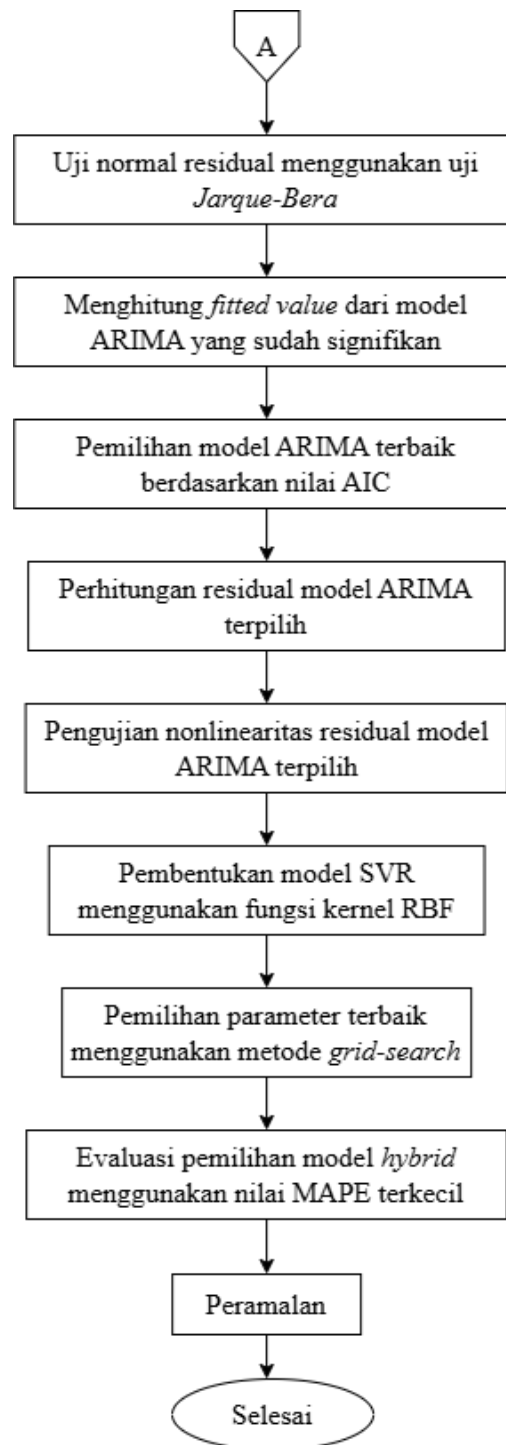 A
Uji normal residual menggunakan uji
Jarque-Bera
Menghitung fitted value dari model
ARIMA yang sudah signifikan
Pemilihan model ARIMA terbaik
berdasarkan nilai AIC
Perhitungan residual model ARIMA
terpilih
Pengujian nonlinearitas residual model
ARIMA terpilih
Pembentukan model SVR
menggunakan fungsi kernel RBF
Pemilihan parameter terbaik
menggunakan metode grid-search
Evaluasi pemilihan model hybrid
menggunakan nilai MAPE terkecil
Peramalan
Selesai